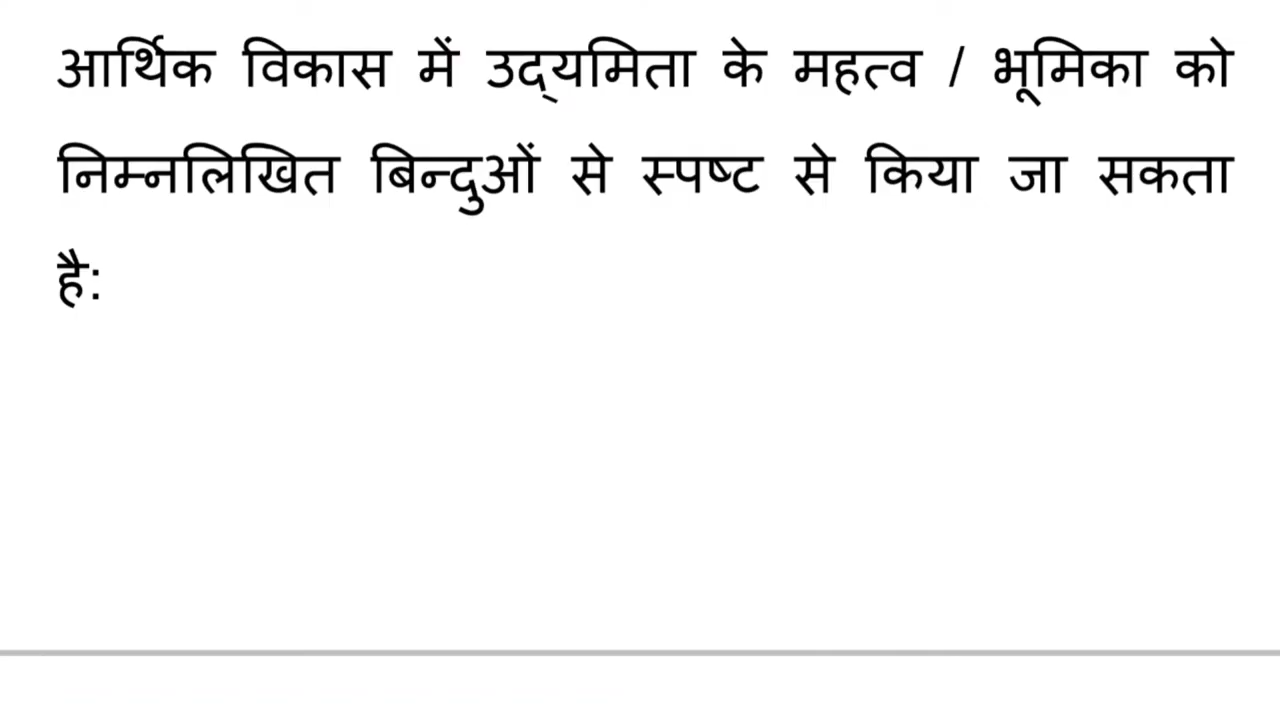 आर्थिक विकास में उद्यमिता के महत्व / भूमिका को
निम्नलिखित बिन्दुओं से स्पष्ट से किया जा सकता
है: